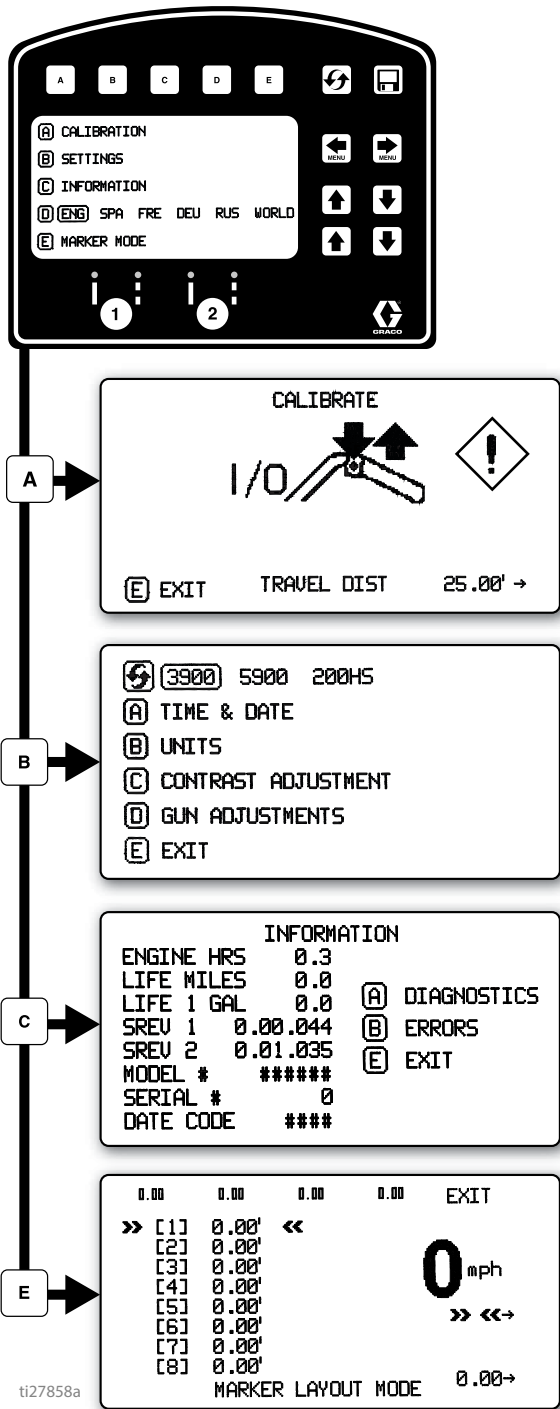 A B C D E
A CALIBRATION
B SETTINGS
C INFORMATION
D ENG SPA FRE DEU RUS WORLD
E MARKER MODE
MENU MENU
1 2
GRACO
A
CALIBRATE
I/O
!
E EXIT TRAVEL DIST 25.00' →
B
3900 5900 200HS
A TIME & DATE
B UNITS
C CONTRAST ADJUSTMENT
D GUN ADJUSTMENTS
E EXIT
C
INFORMATION
ENGINE HRS 0.3
LIFE MILES 0.0
LIFE 1 GAL 0.0
SREV 1 0.00.044
SREV 2 0.01.035
MODEL # ######
SERIAL # 0
DATE CODE ####
A DIAGNOSTICS
B ERRORS
E EXIT
E
0.00 0.00 0.00 0.00 EXIT
>> [1] 0.00' <<
[2] 0.00'
[3] 0.00'
[4] 0.00'
[5] 0.00'
[6] 0.00'
[7] 0.00'
[8] 0.00'
0 mph
>> <<→
MARKER LAYOUT MODE 0.00→
ti27858a